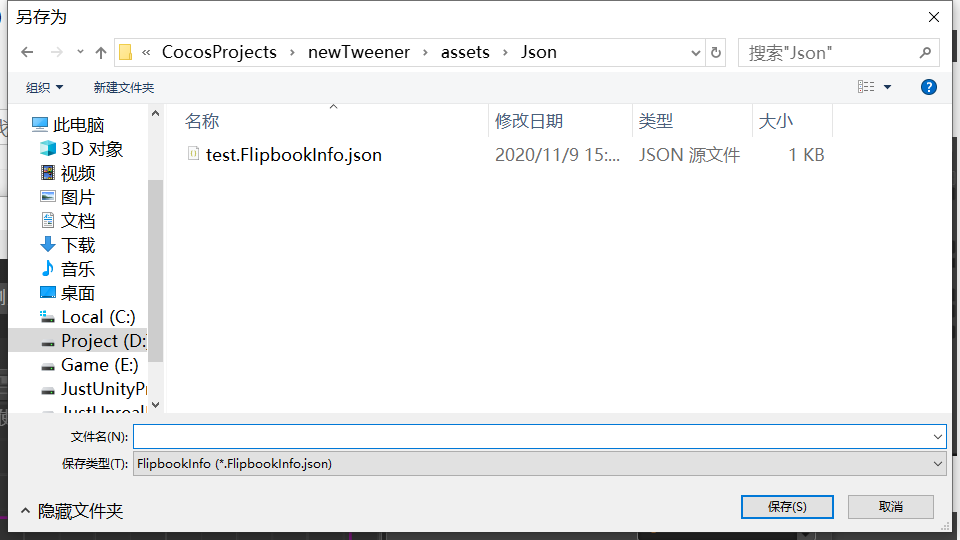 另存为
« CocosProjects › newTweener › assets › Json
搜索"Json"
组织
新建文件夹
名称 修改日期 类型 大小
test.FlipbookInfo.json 2020/11/9 15:... JSON 源文件 1 KB
此电脑
3D 对象
视频
图片
文档
下载
音乐
桌面
Local (C:)
Project (D:
Game (E:)
JustUnityPr
JustUnreal
文件名(N):
保存类型(T): FlipbookInfo (*.FlipbookInfo.json)
隐藏文件夹
保存(S)
取消